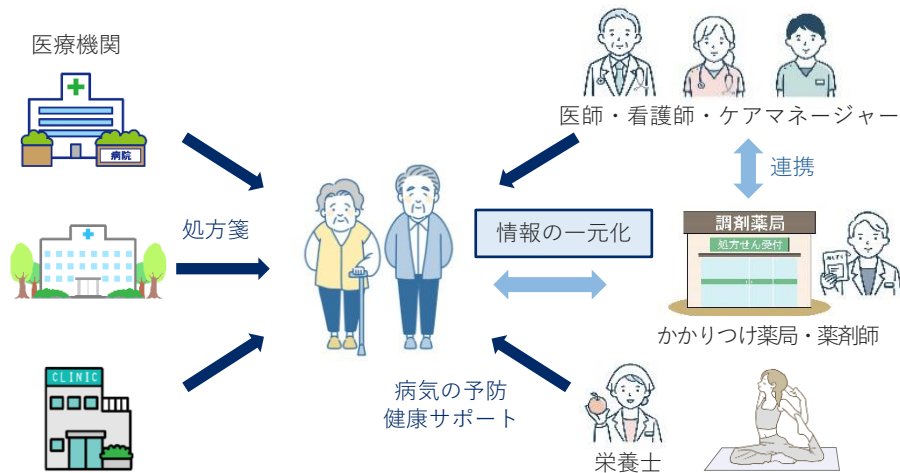 医療機関
病院
処方箋
CLINIC
医師・看護師・ケアマネージャー
連携
情報の一元化
調剤薬局
処方せん受付
かかりつけ薬局・薬剤師
病気の予防
健康サポート
栄養士